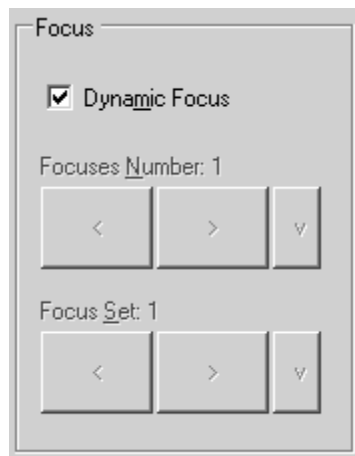 Focus
Dynamic Focus
Focuses Number: 1
< > v
Focus Set: 1
< > v